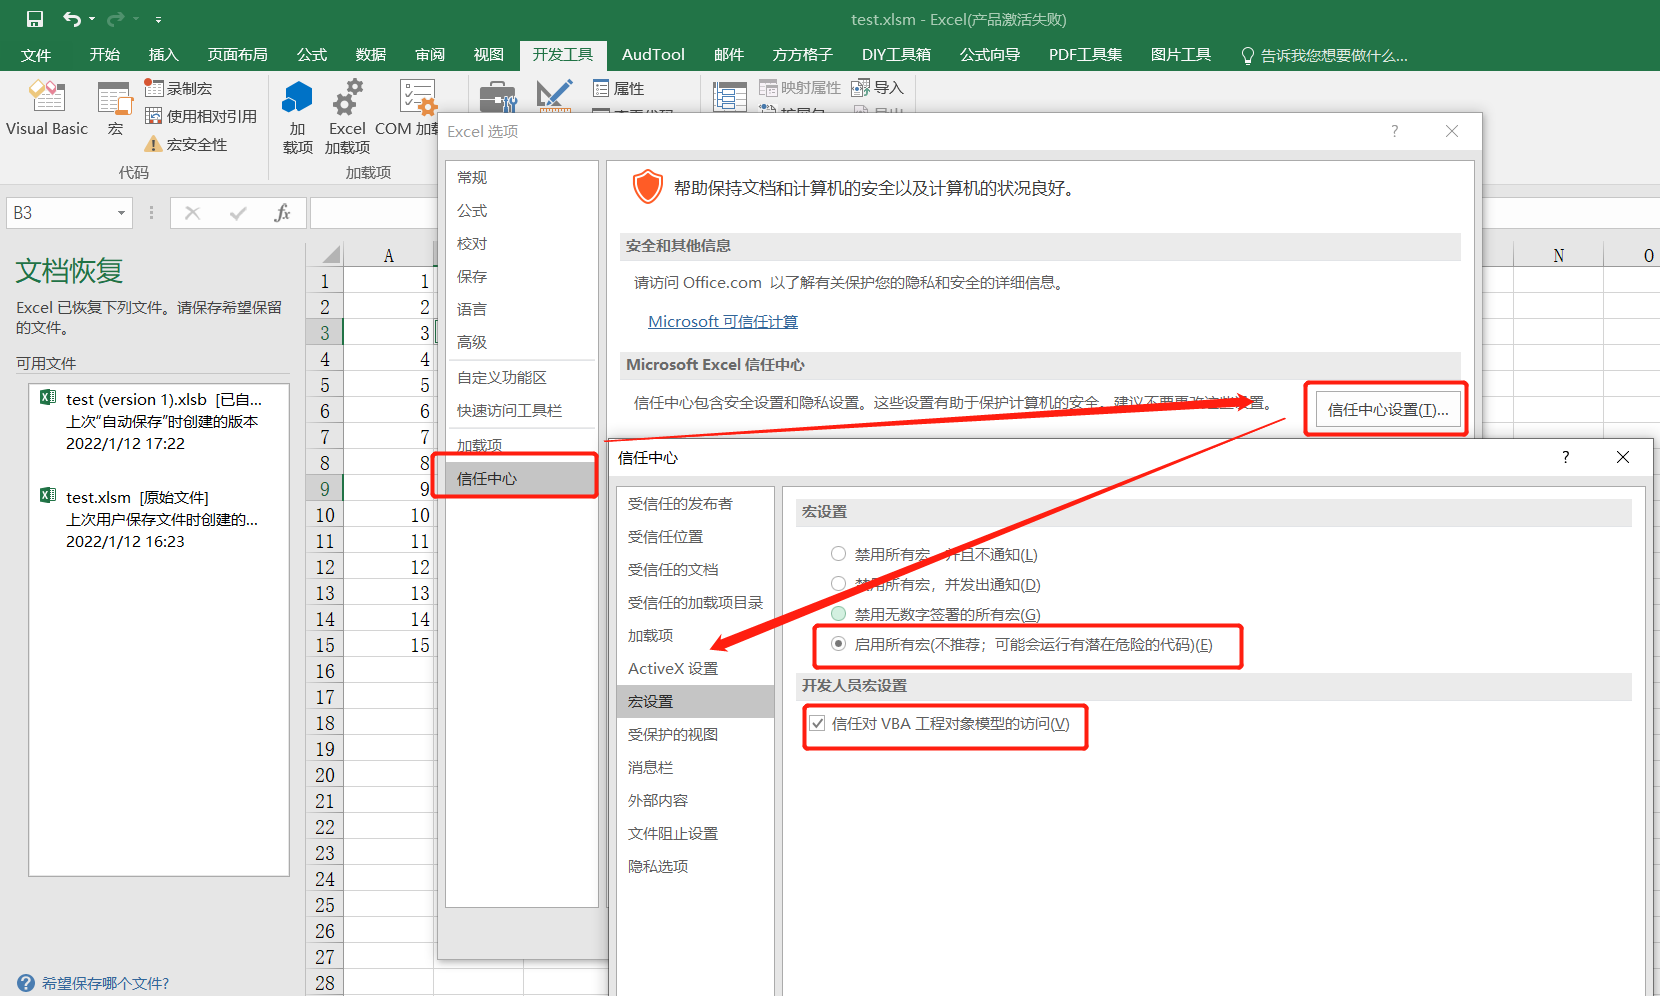 test.xlsm - Excel(产品激活失败)
文件 开始 插入 页面布局 公式 数据 审阅 视图 开发工具 AudTool 邮件 方方格子 DIY工具箱 公式向导 PDF工具集 图片工具 告诉我您想要做什么...
Visual Basic
宏
录制宏
使用相对引用
宏安全性
代码
加
载项
Excel
加载项
COM 加载
加载项
属性
映射属性
导入
B3
fx
文档恢复
Excel 已恢复下列文件。请保存希望保留
的文件。
可用文件
test (version 1).xlsb [已自...
上次“自动保存”时创建的版本
2022/1/12 17:22
test.xlsm [原始文件]
上次用户保存文件时创建的...
2022/1/12 16:23
? 希望保存哪个文件?
A N O
1 1
2 2
3 3
4 4
5 5
6 6
7 7
8 8
9 9
10 10
11 11
12 12
13 13
14 14
15 15
16
17
18
19
20
21
22
23
24
25
26
27
28
Excel 选项 ?
常规
公式
校对
保存
语言
高级
自定义功能区
快速访问工具栏
加载项
信任中心
帮助保持文档和计算机的安全以及计算机的状况良好。
安全和其他信息
请访问 Office.com 以了解有关保护您的隐私和安全的详细信息。
Microsoft 可信任计算
Microsoft Excel 信任中心
信任中心包含安全设置和隐私设置。这些设置有助于保护计算机的安全。建议不要更改这些设置。
信任中心设置(T)...
信任中心 ?
受信任的发布者
受信任位置
受信任的文档
受信任的加载项目录
加载项
ActiveX 设置
宏设置
受保护的视图
消息栏
外部内容
文件阻止设置
隐私选项
宏设置
禁用所有宏，并且不通知(L)
禁用所有宏，并发出通知(D)
禁用无数字签署的所有宏(G)
启用所有宏(不推荐；可能会运行有潜在危险的代码)(E)
开发人员宏设置
信任对 VBA 工程对象模型的访问(V)